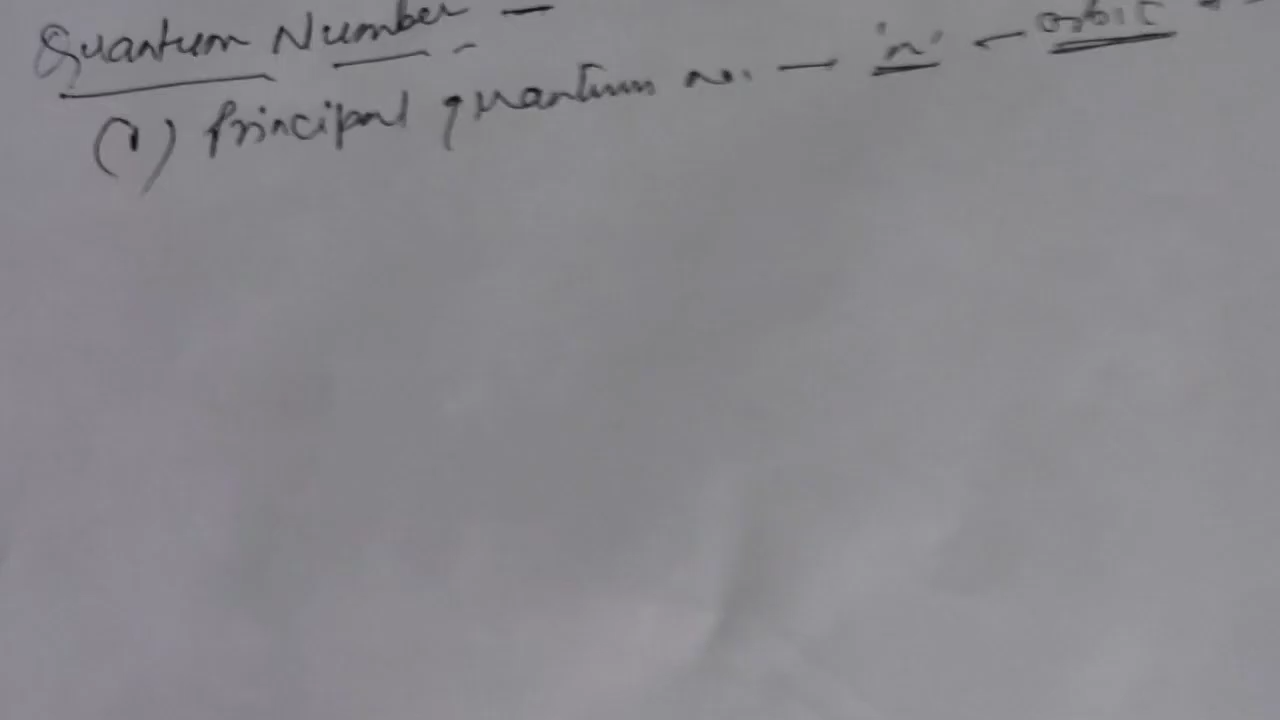 Quantum Number -
(1) Principal quantum no. - 'n' - orbit